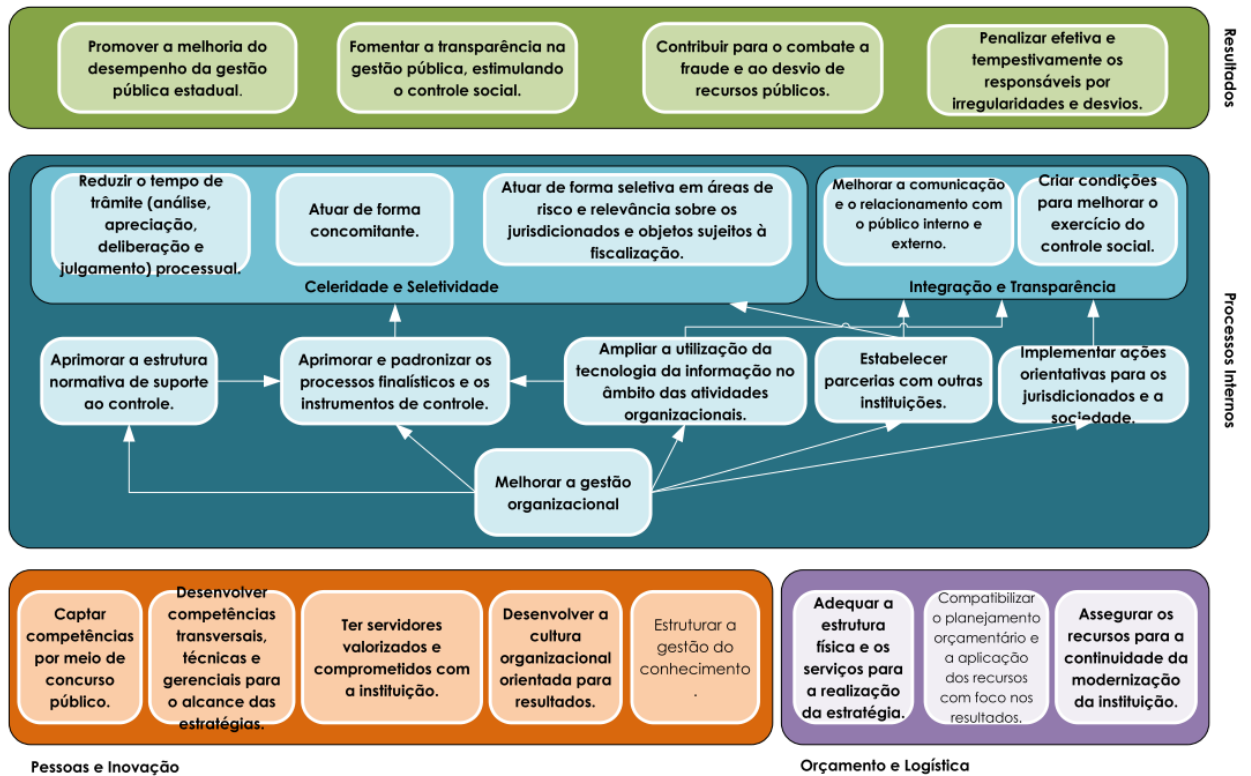 Promover a melhoria do
desempenho da gestão
pública estadual.
Fomentar a transparência na
gestão pública, estimulando
o controle social.
Contribuir para o combate a
fraude e ao desvio de
recursos públicos.
Penalizar efetiva e
tempestivamente os
responsáveis por
irregularidades e desvios.
Resultados
Reduzir o tempo de
trâmite (análise,
apreciação,
deliberação e
julgamento) processual.
Atuar de forma
concomitante.
Atuar de forma seletiva em áreas de
risco e relevância sobre os
jurisdicionados e objetos sujeitos à
fiscalização.
Celeridade e Seletividade
Melhorar a comunicação
e o relacionamento com
o público interno e
externo.
Criar condições
para melhorar o
exercício do
controle social.
Integração e Transparência
Aprimorar a estrutura
normativa de suporte
ao controle.
Aprimorar e padronizar os
processos finalísticos e os
instrumentos de controle.
Ampliar a utilização da
tecnologia da informação no
âmbito das atividades
organizacionais.
Estabelecer
parcerias com outras
instituições.
Implementar ações
orientativas para os
jurisdicionados e a
sociedade.
Melhorar a gestão
organizacional
Processos Internos
Captar
competências
por meio de
concurso
público.
Desenvolver
competências
transversais,
técnicas e
gerenciais para
o alcance das
estratégias.
Ter servidores
valorizados e
comprometidos com
a instituição.
Desenvolver a
cultura
organizacional
orientada para
resultados.
Estruturar a
gestão do
conhecimento
.
Pessoas e Inovação
Adequar a
estrutura
física e os
serviços para
a realização
da estratégia.
Compatibilizar
o planejamento
orçamentário e
a aplicação
dos recursos
com foco nos
resultados.
Assegurar os
recursos para a
continuidade da
modernização
da instituição.
Orçamento e Logística